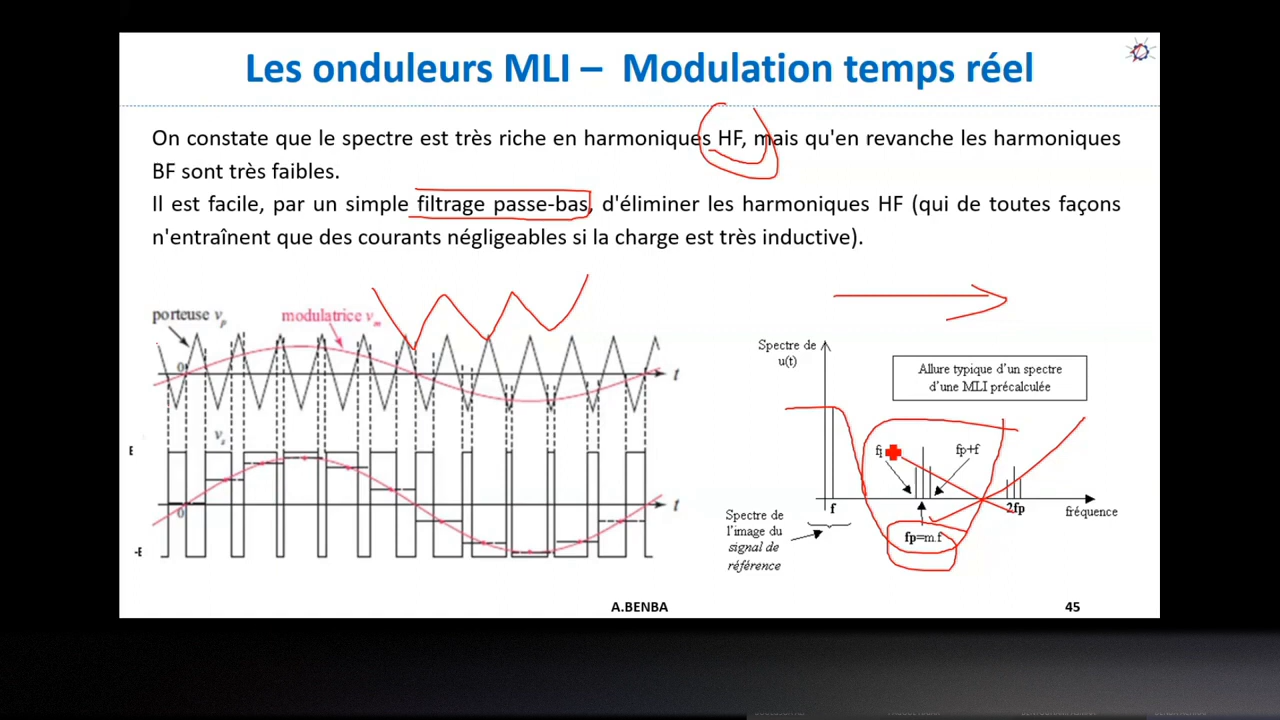 Les onduleurs MLI – Modulation temps réel
On constate que le spectre est très riche en harmoniques HF, mais qu'en revanche les harmoniques
BF sont très faibles.
Il est facile, par un simple filtrage passe-bas, d'éliminer les harmoniques HF (qui de toutes façons
n'entraînent que des courants négligeables si la charge est très inductive).
porteuse vp
modulatrice vm
0
t
vs
E
0
t
-E
Spectre de
u(t)
Allure typique d'un spectre
d'une MLI précalculée
fp+f
f
2fp
fréquence
Spectre de
l'image du
signal de
référence
fp=m.f
A.BENBA
45